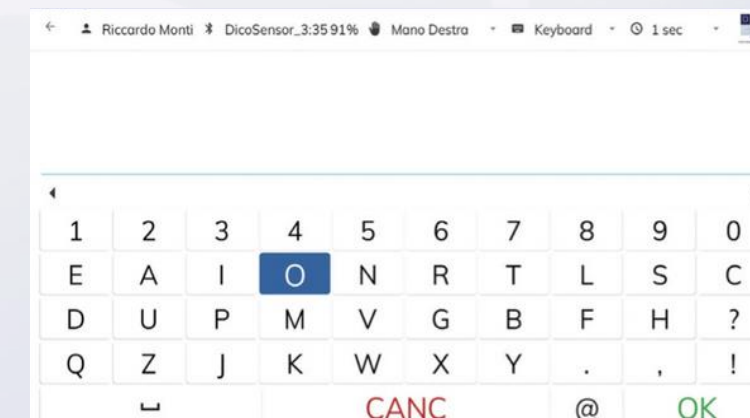 Riccardo Monti DicoSensor_3:35 91% Mano Destra Keyboard 1 sec
1 2 3 4 5 6 7 8 9 0
E A I O N R T L S C
D U P M V G B F H ?
Q Z J K W X Y . , !
CANC @ OK